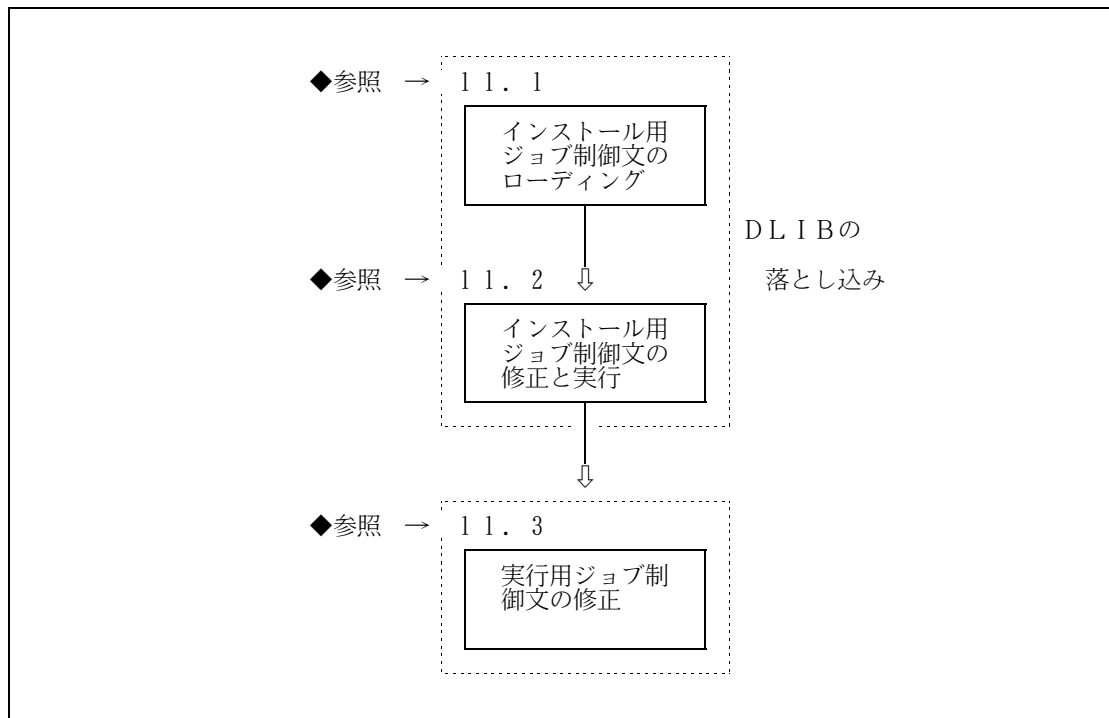 ◆参照 → １１．１
インストール用
ジョブ制御文の
ローディング
ＤＬＩＢの
落とし込み
◆参照 → １１．２ ⇩
インストール用
ジョブ制御文の
修正と実行
⇩
◆参照 → １１．３
実行用ジョブ制
御文の修正